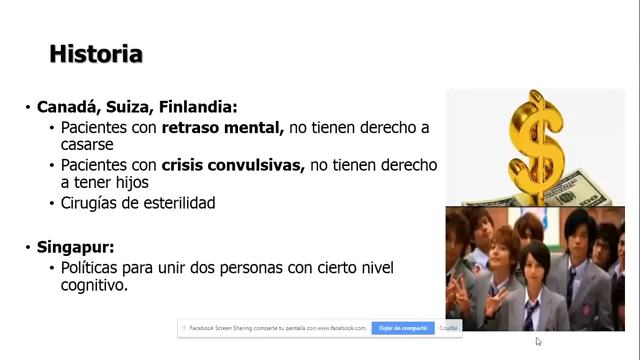 Historia
• Canadá, Suiza, Finlandia:
• Pacientes con retraso mental, no tienen derecho a
casarse
• Pacientes con crisis convulsivas, no tienen derecho
a tener hijos
• Cirugías de esterilidad
• Singapur:
• Políticas para unir dos personas con cierto nivel
cognitivo.
Facebook Screen Sharing comparte tu pantalla con www.facebook.com.
Dejar de compartir
Ocultar
100